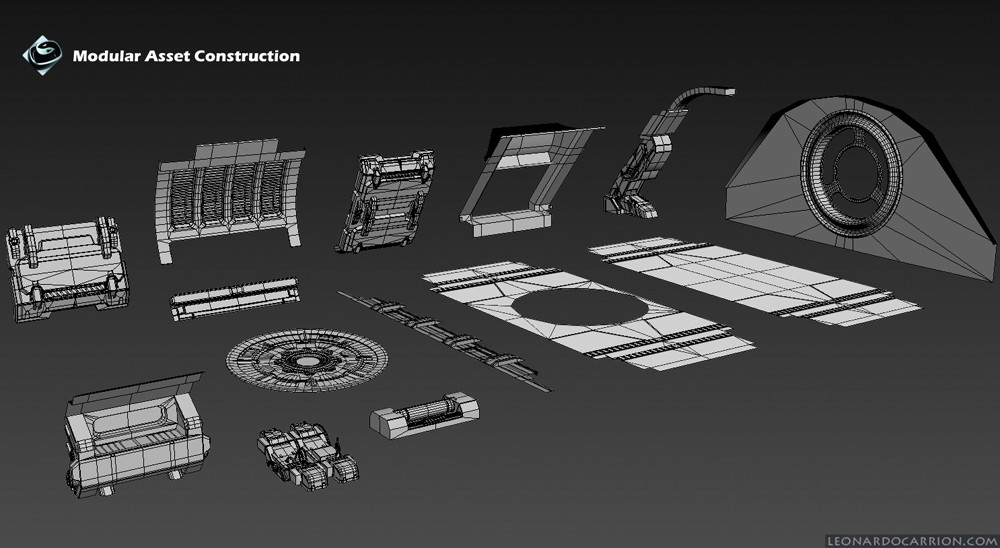 Modular Asset Construction
LEONARDOCARRION.COM